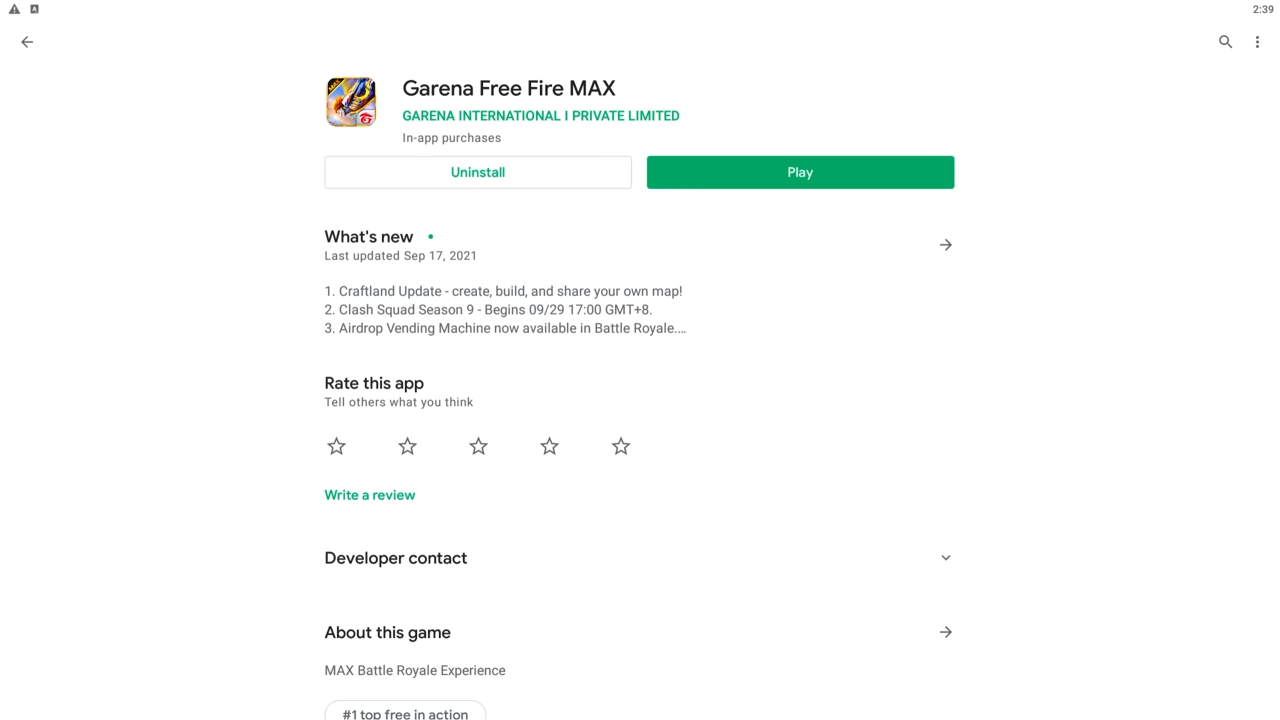 2:39
Garena Free Fire MAX
GARENA INTERNATIONAL I PRIVATE LIMITED
In-app purchases
Uninstall
Play
What's new
Last updated Sep 17, 2021
1. Craftland Update - create, build, and share your own map!
2. Clash Squad Season 9 - Begins 09/29 17:00 GMT+8.
3. Airdrop Vending Machine now available in Battle Royale....
Rate this app
Tell others what you think
Write a review
Developer contact
About this game
MAX Battle Royale Experience
#1 top free in action